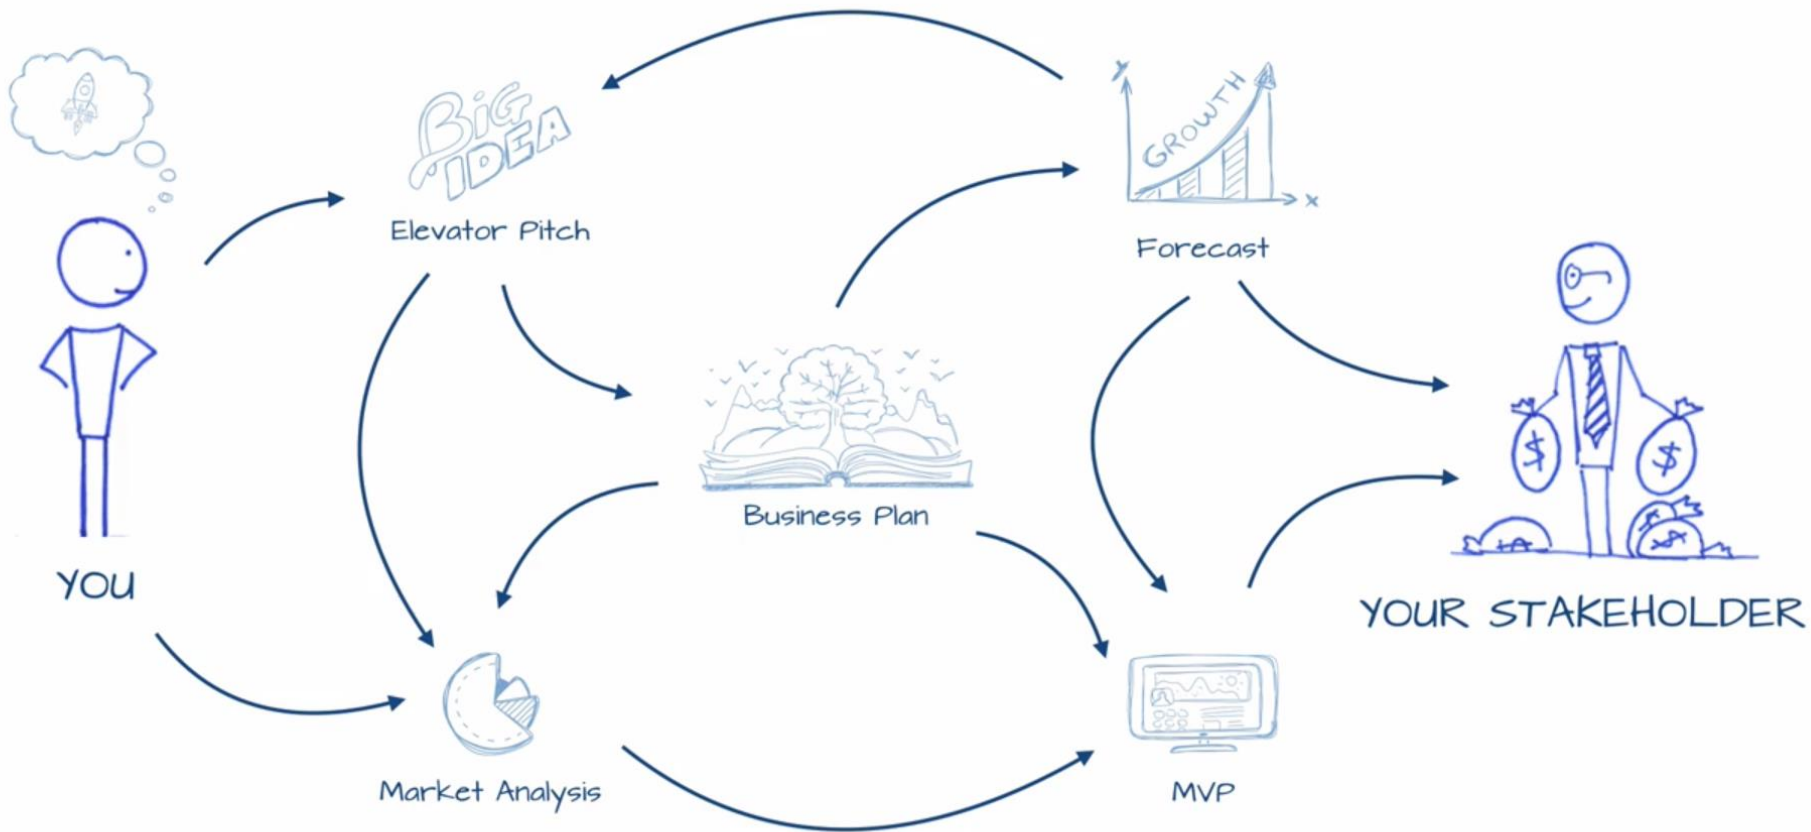 BiG
IDEA
Elevator Pitch
y
GROWTH
x
Forecast
$
$
Business Plan
YOU
YOUR STAKEHOLDER
Market Analysis
MVP